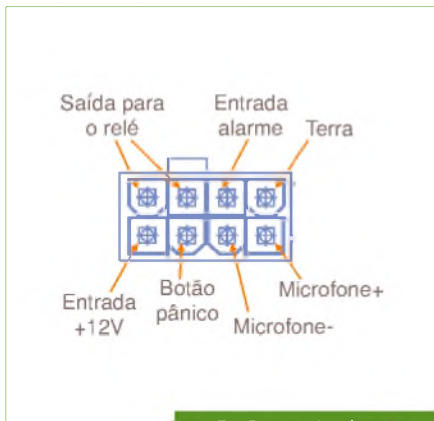 Saída para
o relé
Entrada
alarme
Terra
Entrada
+12V
Botão
pânico
Microfone-
Microfone+